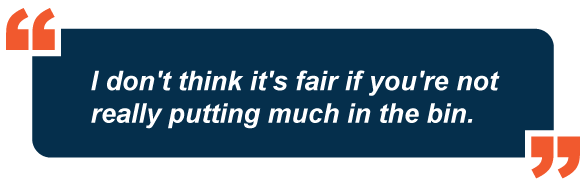 I don't think it's fair if you're not
really putting much in the bin.